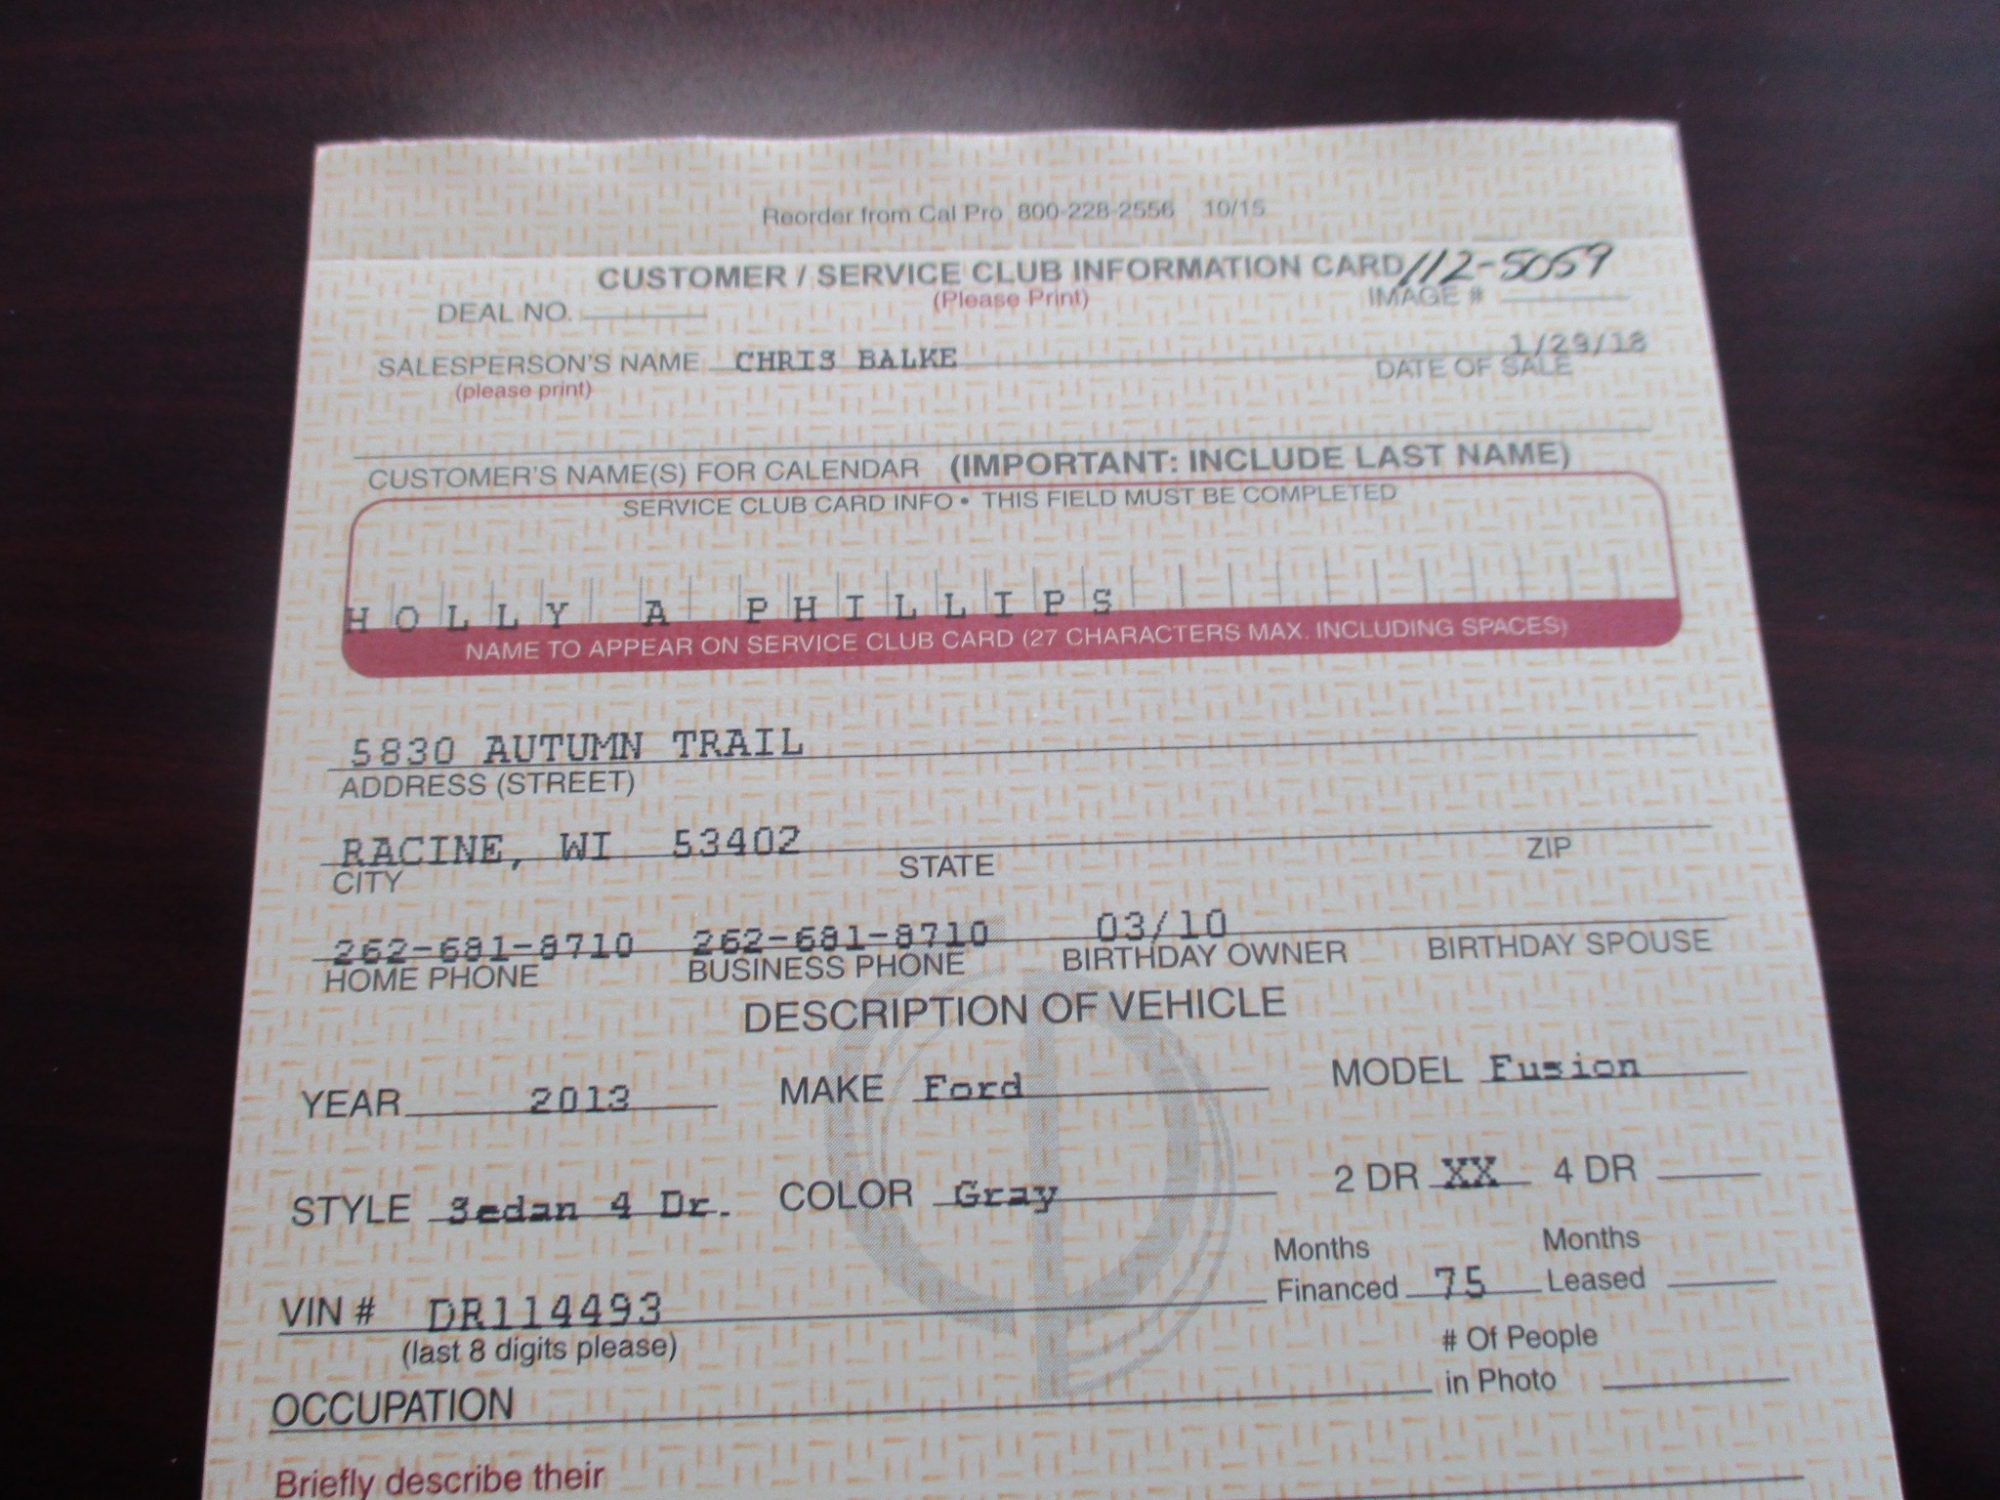 Reorder from Cal Pro 800-228-2556 10/15
CUSTOMER / SERVICE CLUB INFORMATION CARD 112-5059
(Please Print)
DEAL NO. IMAGE #
SALESPERSON'S NAME CHRIS BALKE 1/29/18
(please print) DATE OF SALE
CUSTOMER'S NAME(S) FOR CALENDAR (IMPORTANT: INCLUDE LAST NAME)
SERVICE CLUB CARD INFO • THIS FIELD MUST BE COMPLETED
HOLLY A PHILLIPS
NAME TO APPEAR ON SERVICE CLUB CARD (27 CHARACTERS MAX. INCLUDING SPACES)
5830 AUTUMN TRAIL
ADDRESS (STREET)
RACINE, WI 53402
CITY STATE ZIP
262-681-8710 262-681-8710 03/10
HOME PHONE BUSINESS PHONE BIRTHDAY OWNER BIRTHDAY SPOUSE
DESCRIPTION OF VEHICLE
YEAR 2013 MAKE Ford MODEL Fusion
STYLE Sedan 4 Dr. COLOR Gray 2 DR XX 4 DR
Months Months
VIN # DR114493 Financed 75 Leased
(last 8 digits please) # Of People
OCCUPATION in Photo
Briefly describe their